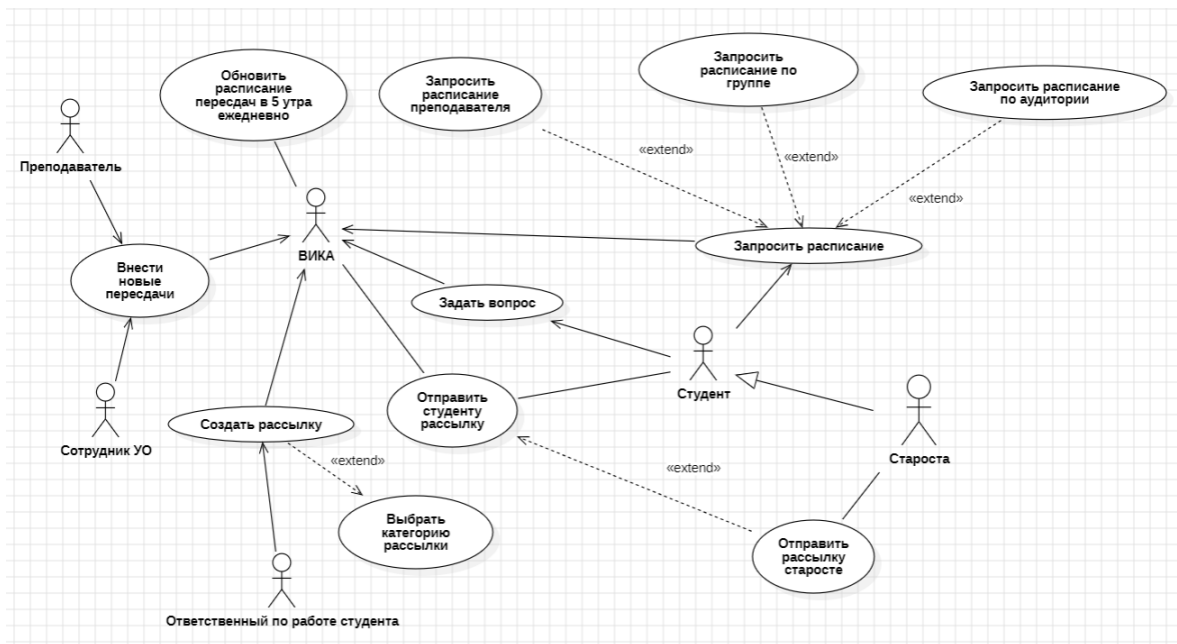 Обновить
расписание
пересдач в 5 утра
ежедневно
Запросить
расписание
преподавателя
Запросить
расписание по
группе
Запросить расписание
по аудитории
Преподаватель
«extend»
«extend»
«extend»
ВИКА
Запросить расписание
Внести
новые
пересдачи
Задать вопрос
Студент
Отправить
студенту
рассылку
Создать рассылку
Сотрудник УО
Староста
«extend»
«extend»
Выбрать
категорию
рассылки
Отправить
рассылку
старосте
Ответственный по работе студента